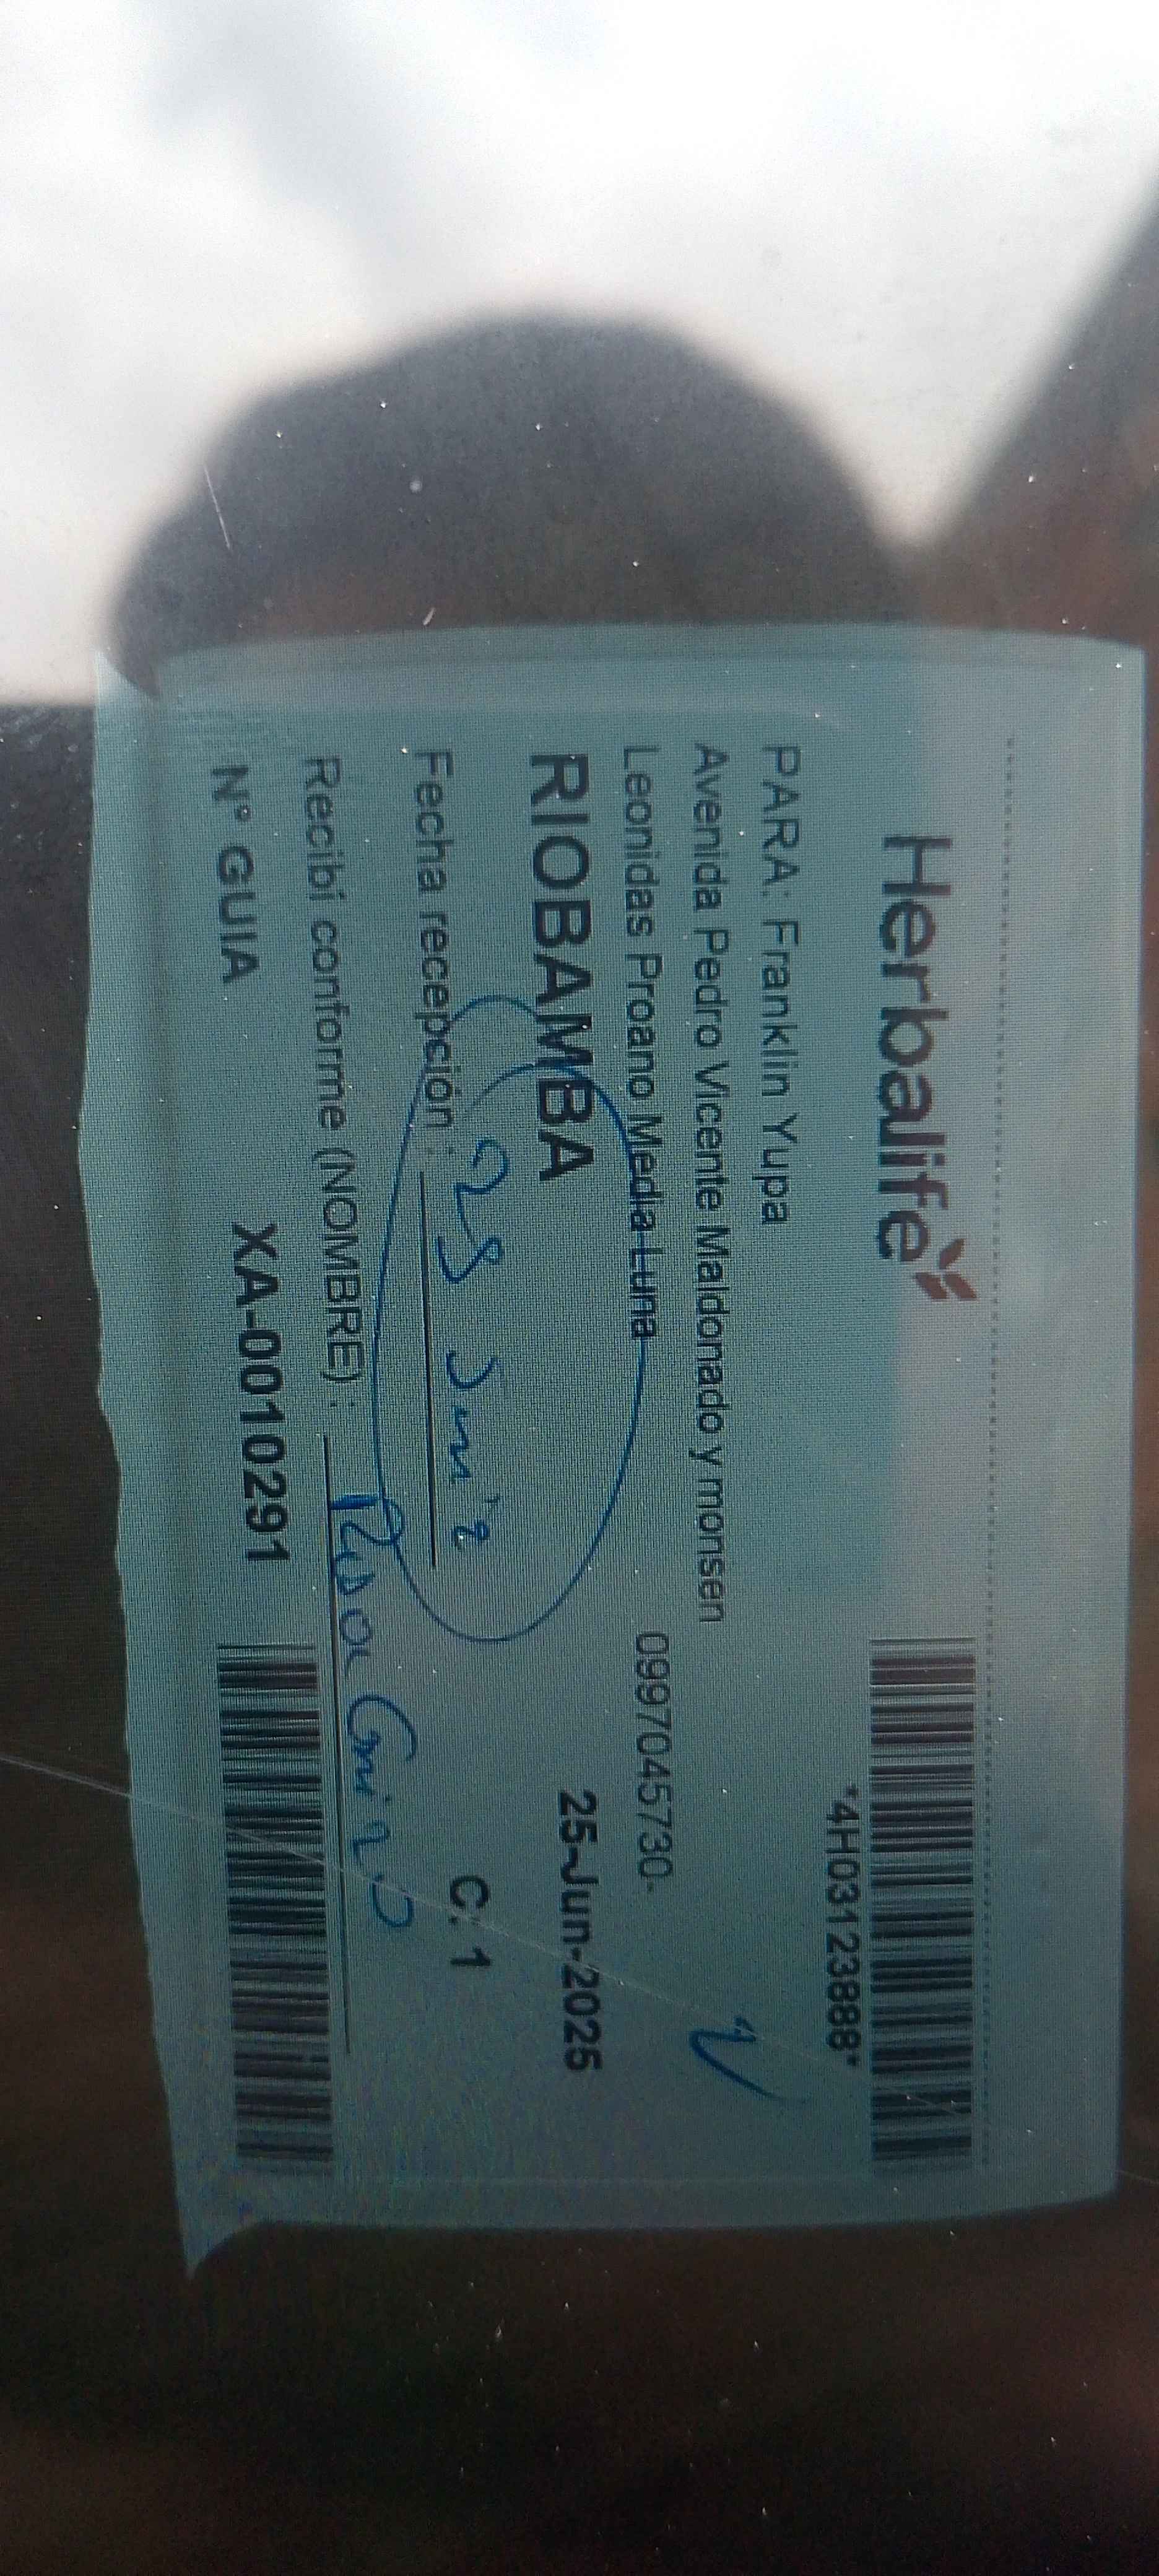 Herbalife
*4H03123888*
PARA: Franklin Yupa
Avenida Pedro Vicente Maldonado y monsen
Leonidas Proano Media Luna 0997045730-
RIOBAMBA 25-Jun-2025
Fecha recepción: C: 1
Recibí conforme (NOMBRE):
Nº GUIA XA-0010291